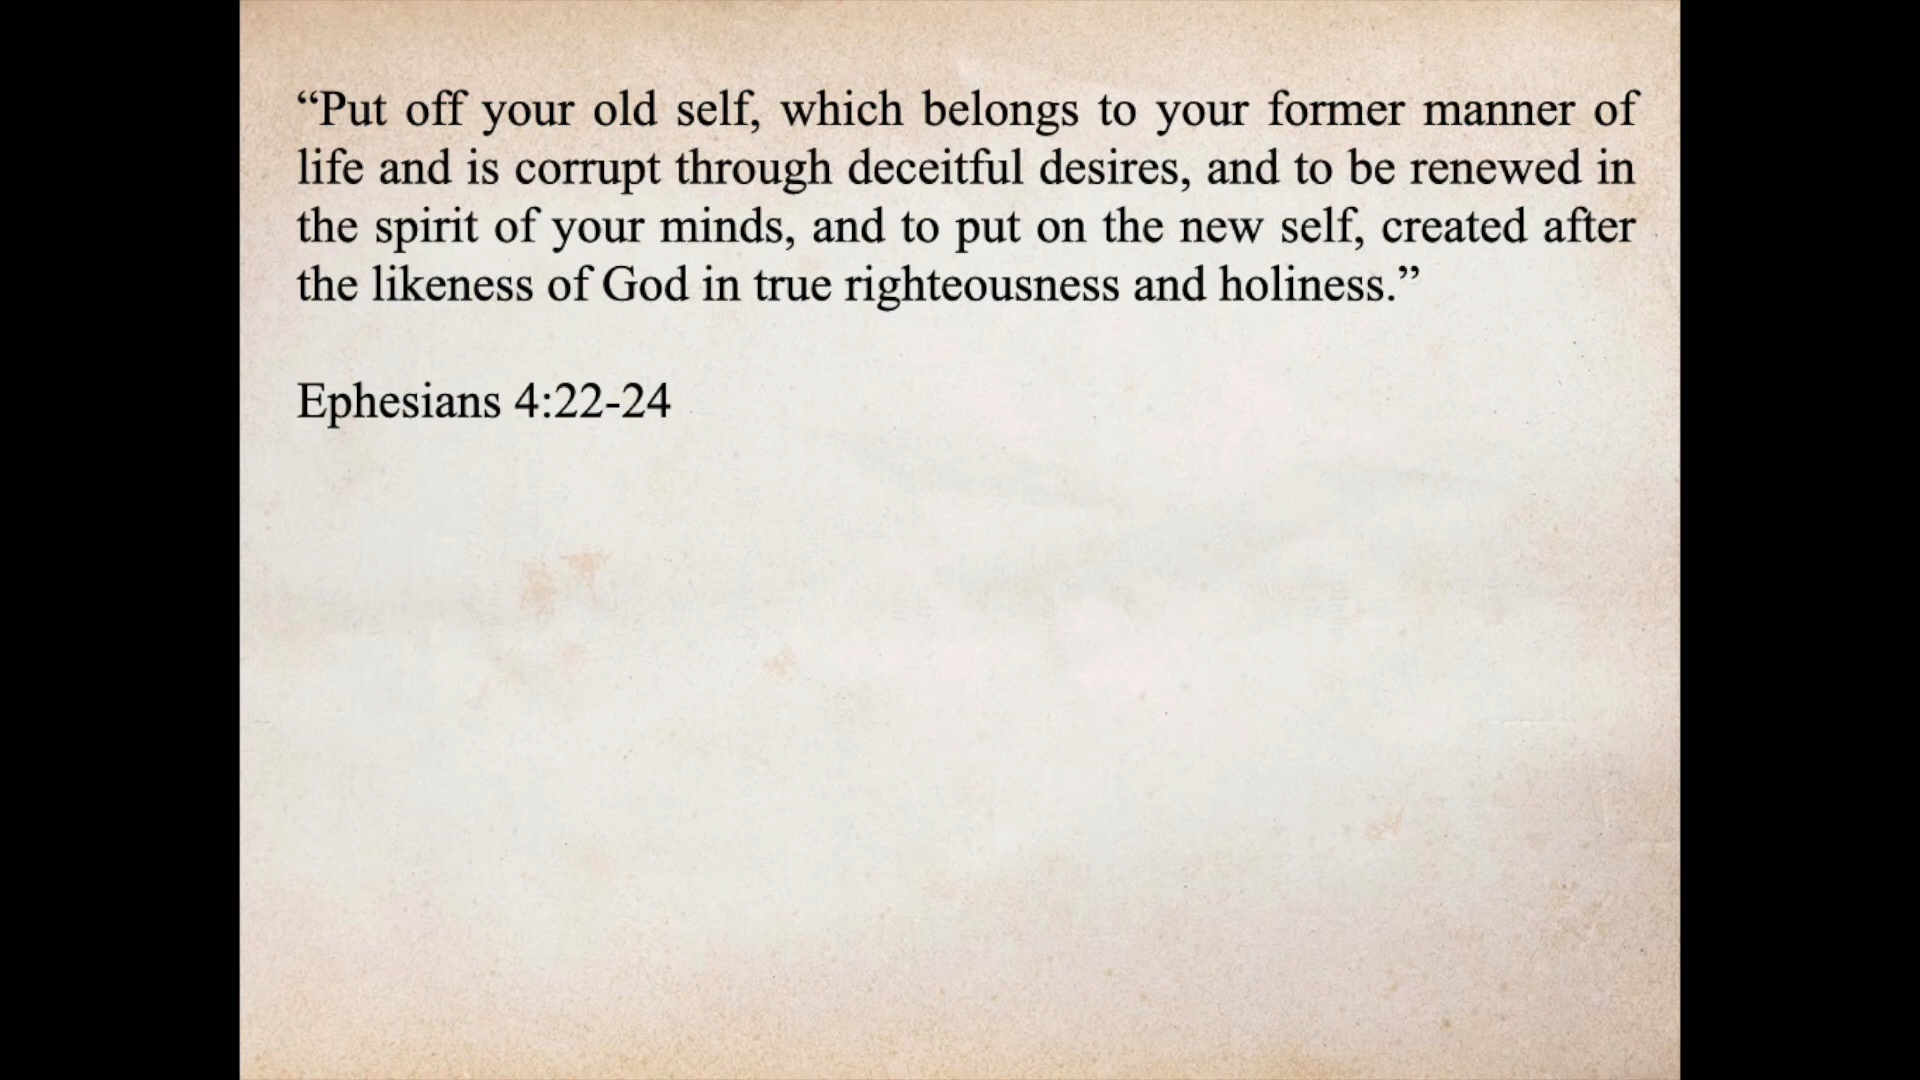 “Put off your old self, which belongs to your former manner of
life and is corrupt through deceitful desires, and to be renewed in
the spirit of your minds, and to put on the new self, created after
the likeness of God in true righteousness and holiness.”
Ephesians 4:22-24